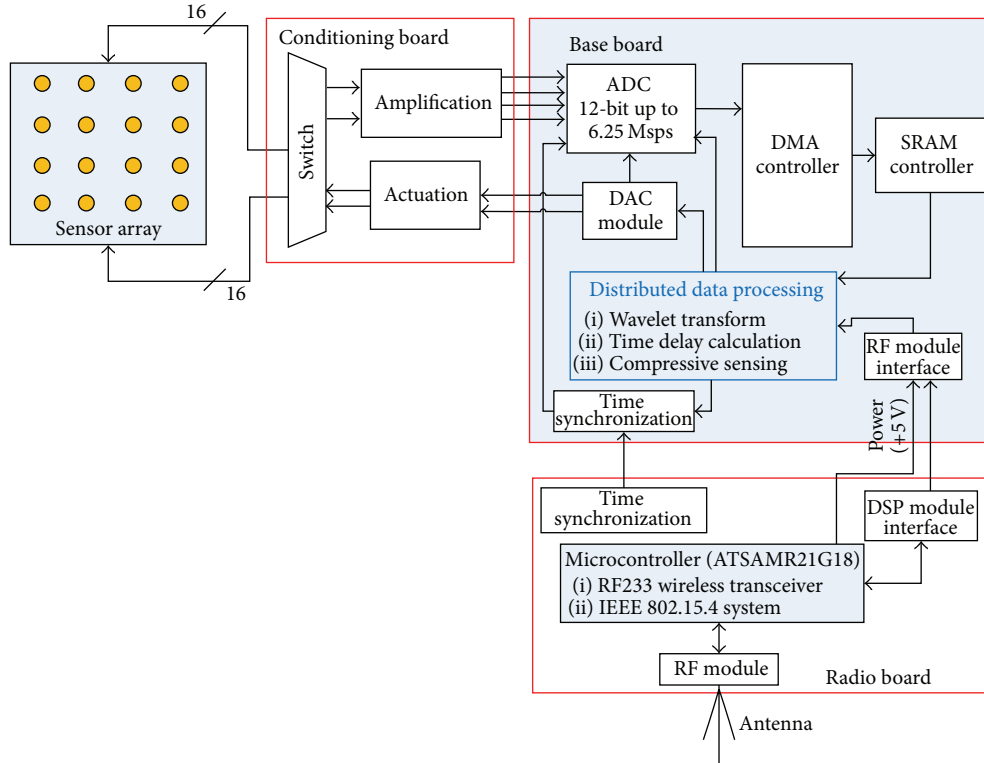 16
Conditioning board
Switch
Amplification
Actuation
Sensor array
16
Base board
ADC
12-bit up to
6.25 Msps
DMA
controller
SRAM
controller
DAC
module
Distributed data processing
(i) Wavelet transform
(ii) Time delay calculation
(iii) Compressive sensing
RF module
interface
Time
synchronization
Power
(+5 V)
Time
synchronization
DSP module
interface
Microcontroller (ATSAMR21G18)
(i) RF233 wireless transceiver
(ii) IEEE 802.15.4 system
RF module
Radio board
Antenna